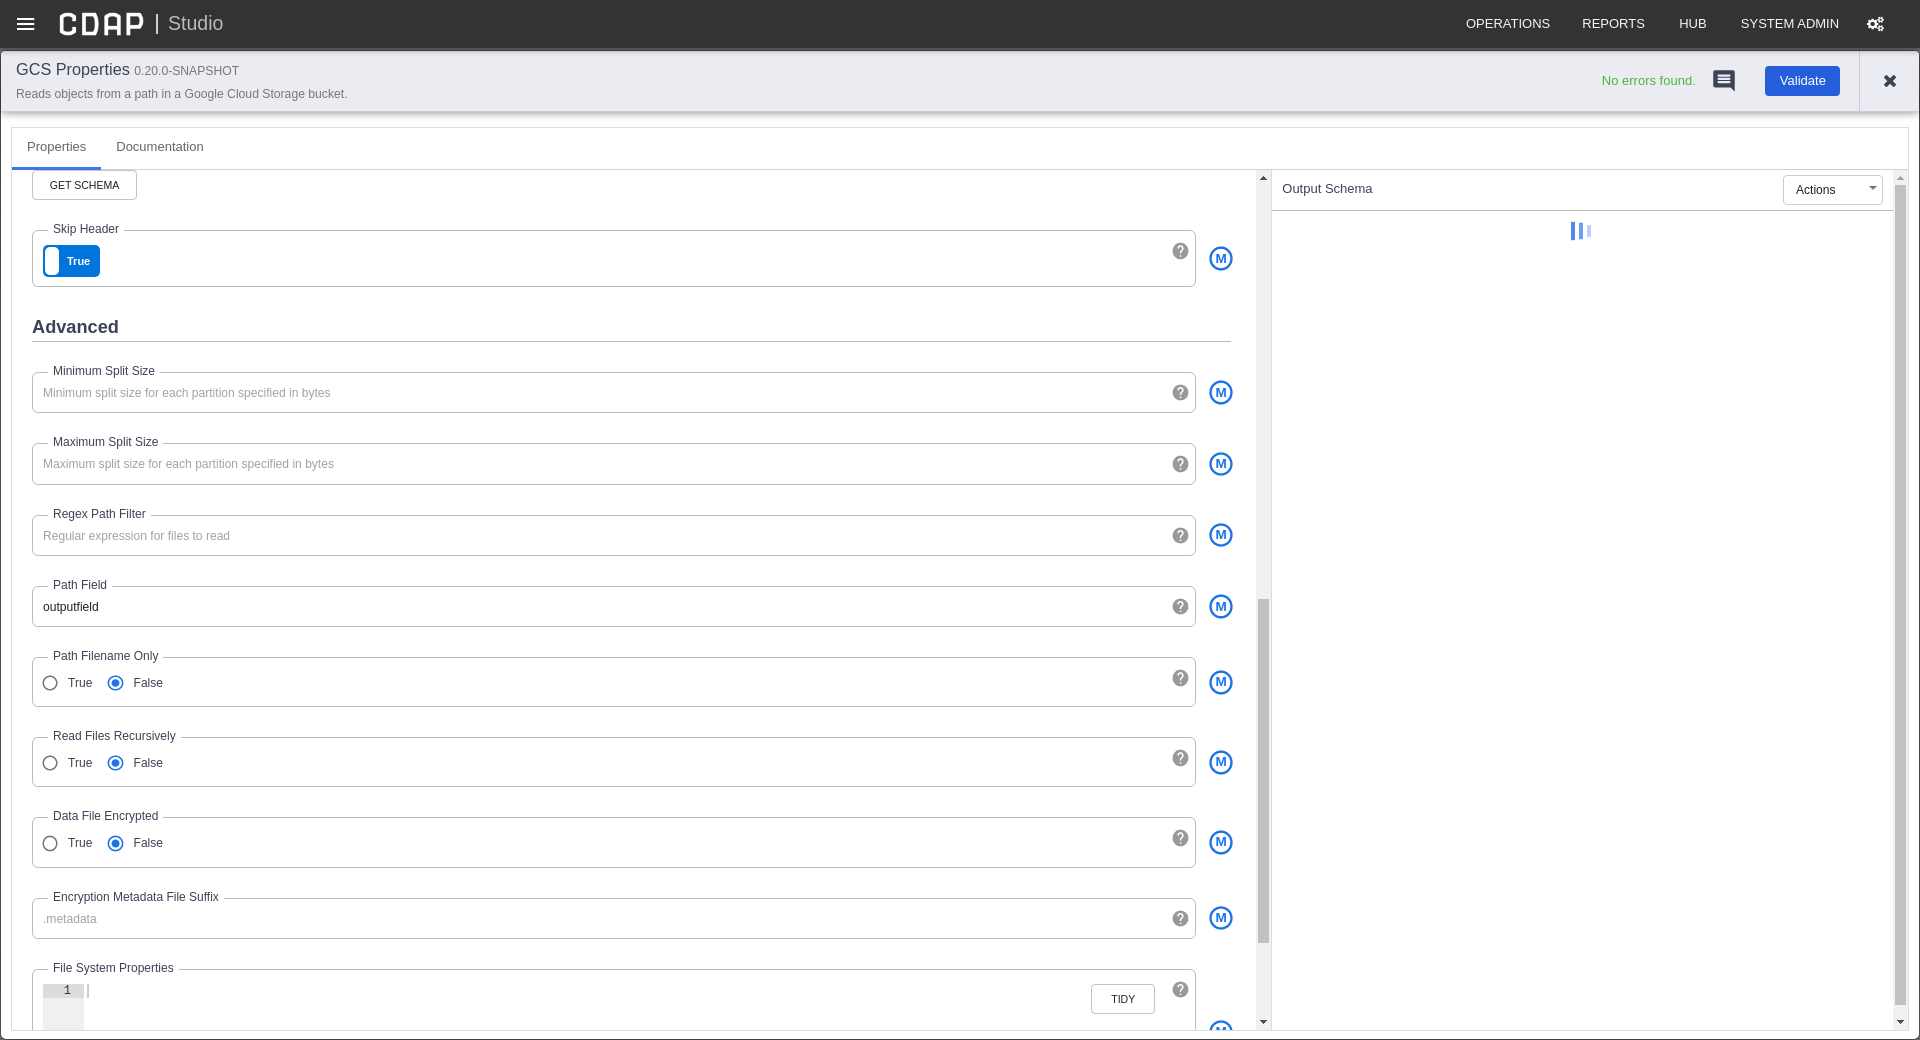 CDAP | Studio
OPERATIONS REPORTS HUB SYSTEM ADMIN
GCS Properties 0.20.0-SNAPSHOT
Reads objects from a path in a Google Cloud Storage bucket.
No errors found.
Validate
Properties Documentation
GET SCHEMA
Output Schema
Actions
Skip Header
True
M
Advanced
Minimum Split Size
Minimum split size for each partition specified in bytes
M
Maximum Split Size
Maximum split size for each partition specified in bytes
M
Regex Path Filter
Regular expression for files to read
M
Path Field
outputfield
M
Path Filename Only
True False
M
Read Files Recursively
True False
M
Data File Encrypted
True False
M
Encryption Metadata File Suffix
.metadata
M
File System Properties
1
TIDY
M